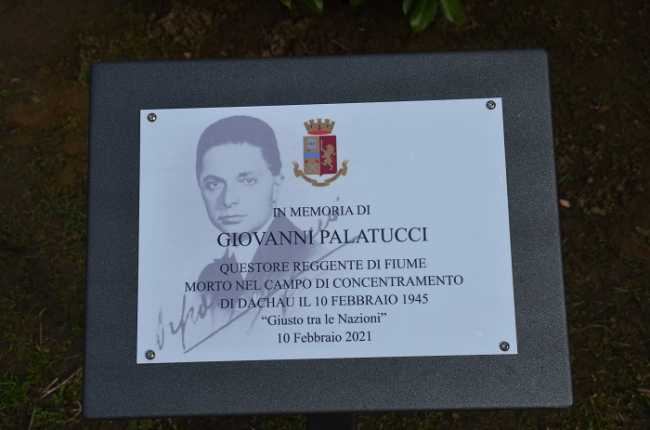 IN MEMORIA DI
GIOVANNI PALATUCCI
QUESTORE REGGENTE DI FIUME
MORTO NEL CAMPO DI CONCENTRAMENTO
DI DACHAU IL 10 FEBBRAIO 1945
“Giusto tra le Nazioni”
10 Febbraio 2021